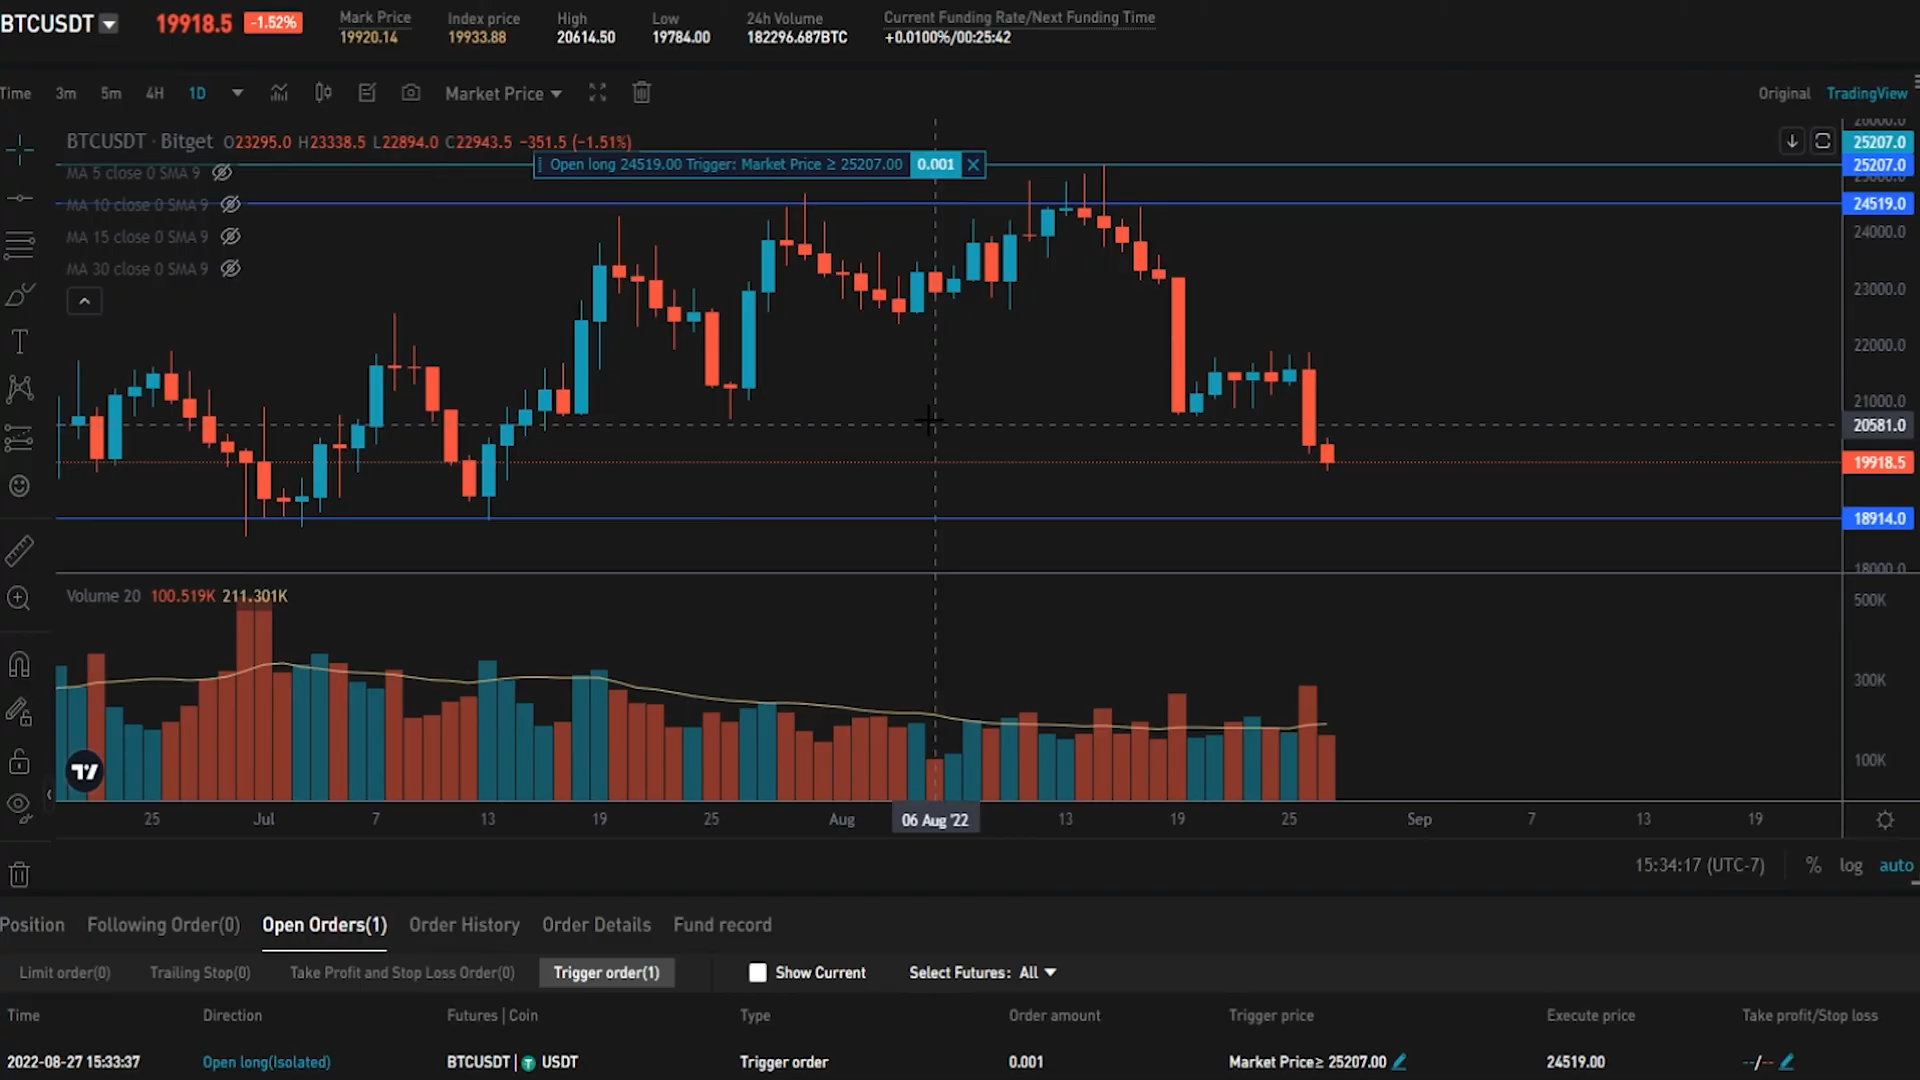 BTCUSDT 19918.5 -1.52% Mark Price Index price High Low 24h Volume Current Funding Rate/Next Funding Time
19920.14 19933.88 20614.50 19784.00 182296.687BTC +0.0100%/00:25:42
Time 3m 5m 4H 1D Market Price Original TradingView
BTCUSDT · Bitget O23295.0 H23338.5 L22894.0 C22943.5 -351.5 (-1.51%)
Open long 24519.00 Trigger: Market Price ≥ 25207.00 0.001
MA 5 close 0 SMA 9
MA 10 close 0 SMA 9
MA 15 close 0 SMA 9
MA 30 close 0 SMA 9
26000.0
25207.0
25207.0
25000.0
24519.0
24000.0
23000.0
22000.0
21000.0
20581.0
19918.5
18914.0
18000.0
Volume 20 100.519K 211.301K
500K
300K
100K
25 Jul 7 13 19 25 Aug 06 Aug '22 13 19 25 Sep 7 13 19
15:34:17 (UTC-7) % log auto
Position Following Order(0) Open Orders(1) Order History Order Details Fund record
Limit order(0) Trailing Stop(0) Take Profit and Stop Loss Order(0) Trigger order(1) Show Current Select Futures: All
Time Direction Futures | Coin Type Order amount Trigger price Execute price Take profit/Stop loss
2022-08-27 15:33:37 Open long(Isolated) BTCUSDT | USDT Trigger order 0.001 Market Price≥ 25207.00 24519.00 --/--